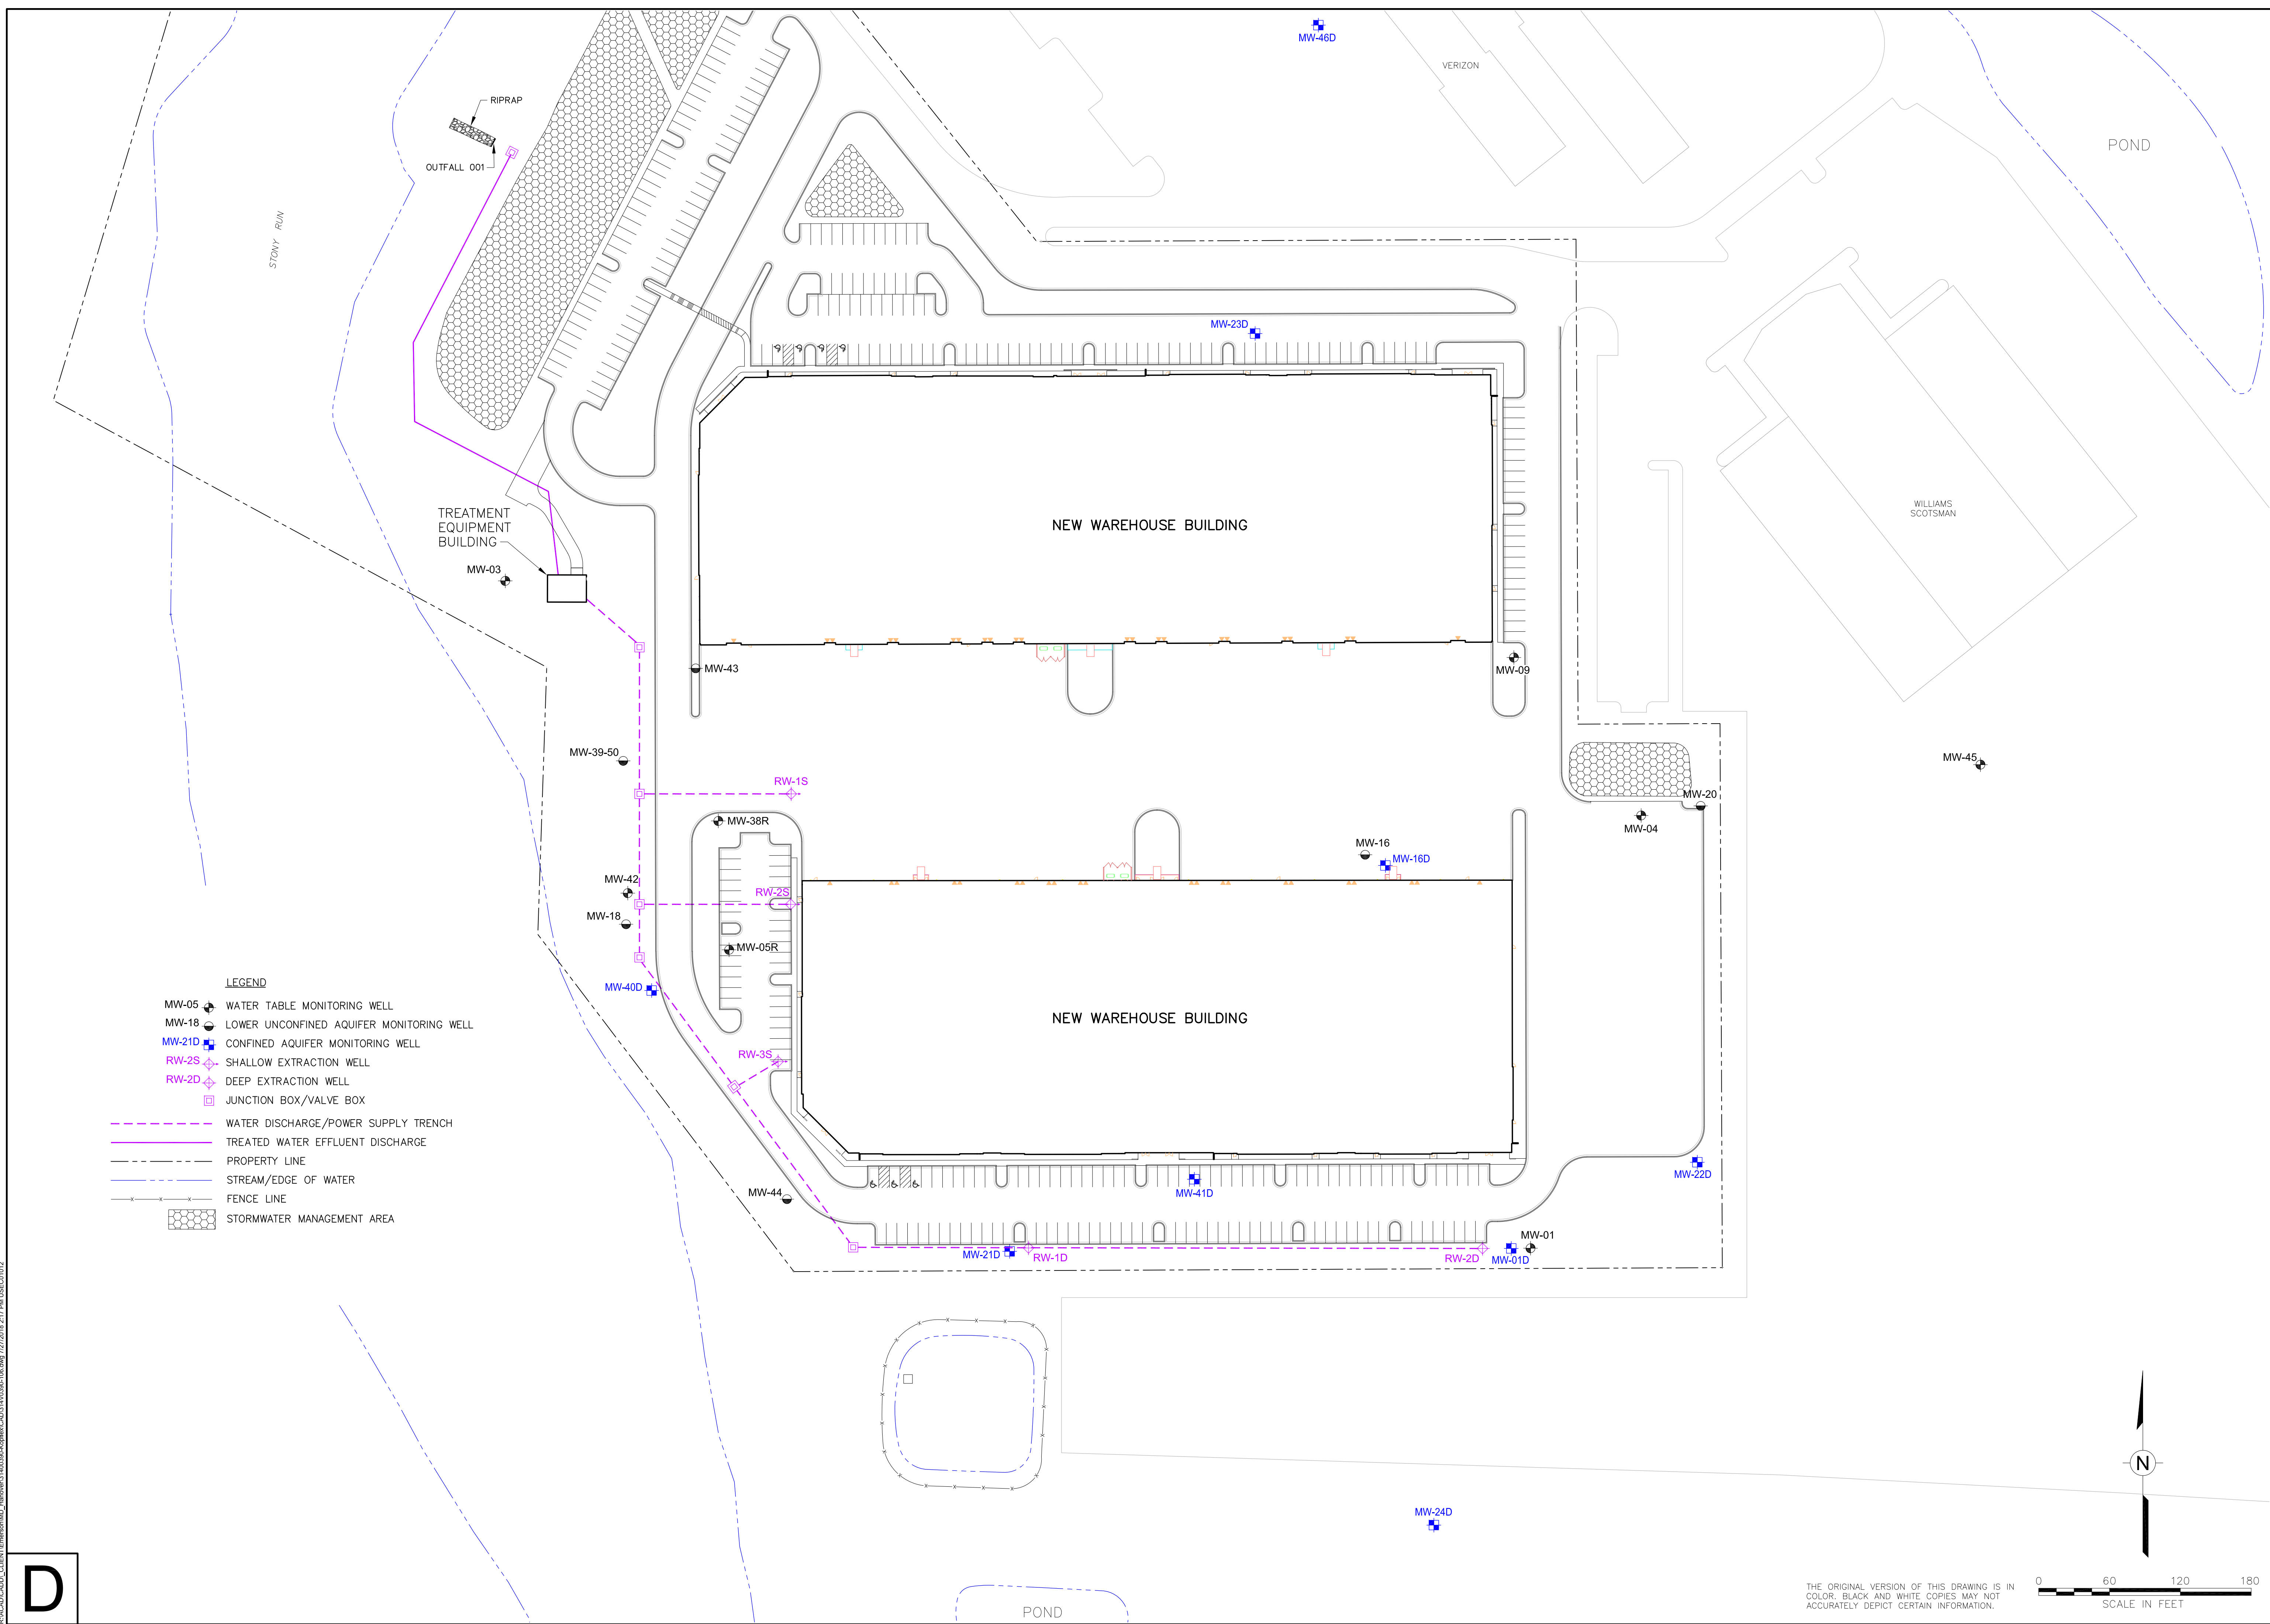 MW-46D
VERIZON
POND
RIPRAP
OUTFALL 001
STONY RUN
MW-23D
TREATMENT
EQUIPMENT
BUILDING
NEW WAREHOUSE BUILDING
WILLIAMS
SCOTSMAN
MW-03
MW-43
MW-09
MW-39-50
MW-45
RW-1S
MW-20
MW-38R
MW-04
MW-16
MW-16D
MW-42
RW-2S
MW-18
MW-05R
MW-40D
NEW WAREHOUSE BUILDING
RW-3S
LEGEND
MW-05 WATER TABLE MONITORING WELL
MW-18 LOWER UNCONFINED AQUIFER MONITORING WELL
MW-21D CONFINED AQUIFER MONITORING WELL
RW-2S SHALLOW EXTRACTION WELL
RW-2D DEEP EXTRACTION WELL
JUNCTION BOX/VALVE BOX
WATER DISCHARGE/POWER SUPPLY TRENCH
TREATED WATER EFFLUENT DISCHARGE
PROPERTY LINE
STREAM/EDGE OF WATER
FENCE LINE
STORMWATER MANAGEMENT AREA
MW-22D
MW-44
MW-41D
MW-01
MW-21D
RW-1D
RW-2D
MW-01D
MW-24D
N
D
POND
THE ORIGINAL VERSION OF THIS DRAWING IS IN
COLOR. BLACK AND WHITE COPIES MAY NOT
ACCURATELY DEPICT CERTAIN INFORMATION.
0 60 120 180
SCALE IN FEET